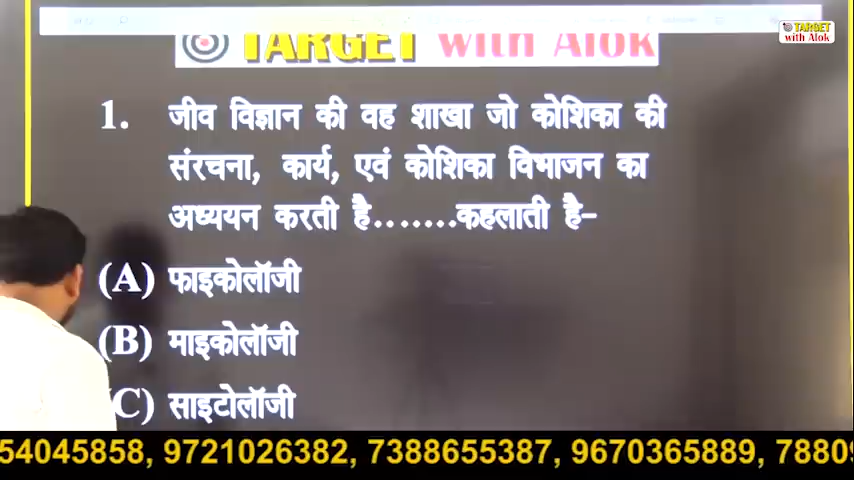 TARGET
with Alok
TARGET with Alok
1. जीव विज्ञान की वह शाखा जो कोशिका की
संरचना, कार्य, एवं कोशिका विभाजन का
अध्ययन करती है.......कहलाती है–
(A) फाइकोलॉजी
(B) माइकोलॉजी
(C) साइटोलॉजी
54045858, 9721026382, 7388655387, 9670365889, 7880